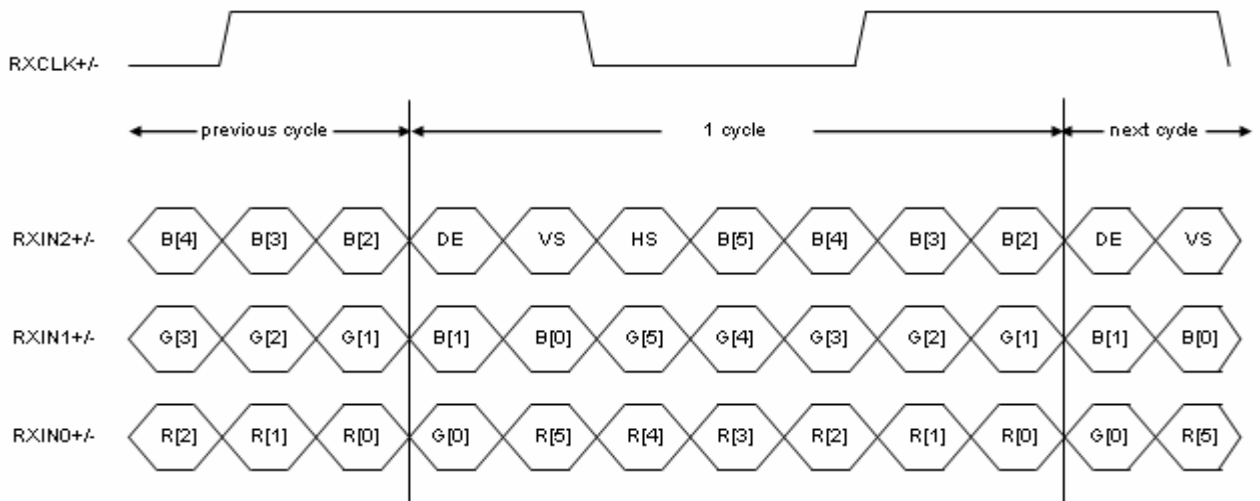 RXCLK+/-
previous cycle 1 cycle next cycle
RXIN2+/- B[4] B[3] B[2] DE VS HS B[5] B[4] B[3] B[2] DE VS
RXIN1+/- G[3] G[2] G[1] B[1] B[0] G[5] G[4] G[3] G[2] G[1] B[1] B[0]
RXIN0+/- R[2] R[1] R[0] G[0] R[5] R[4] R[3] R[2] R[1] R[0] G[0] R[5]